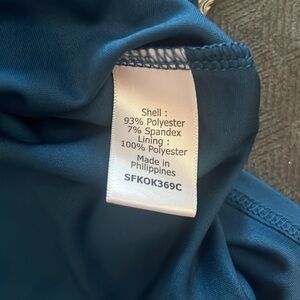 Shell :
93% Polyester
7% Spandex
Lining :
100% Polyester
Made in
Philippines
SFKOK369C